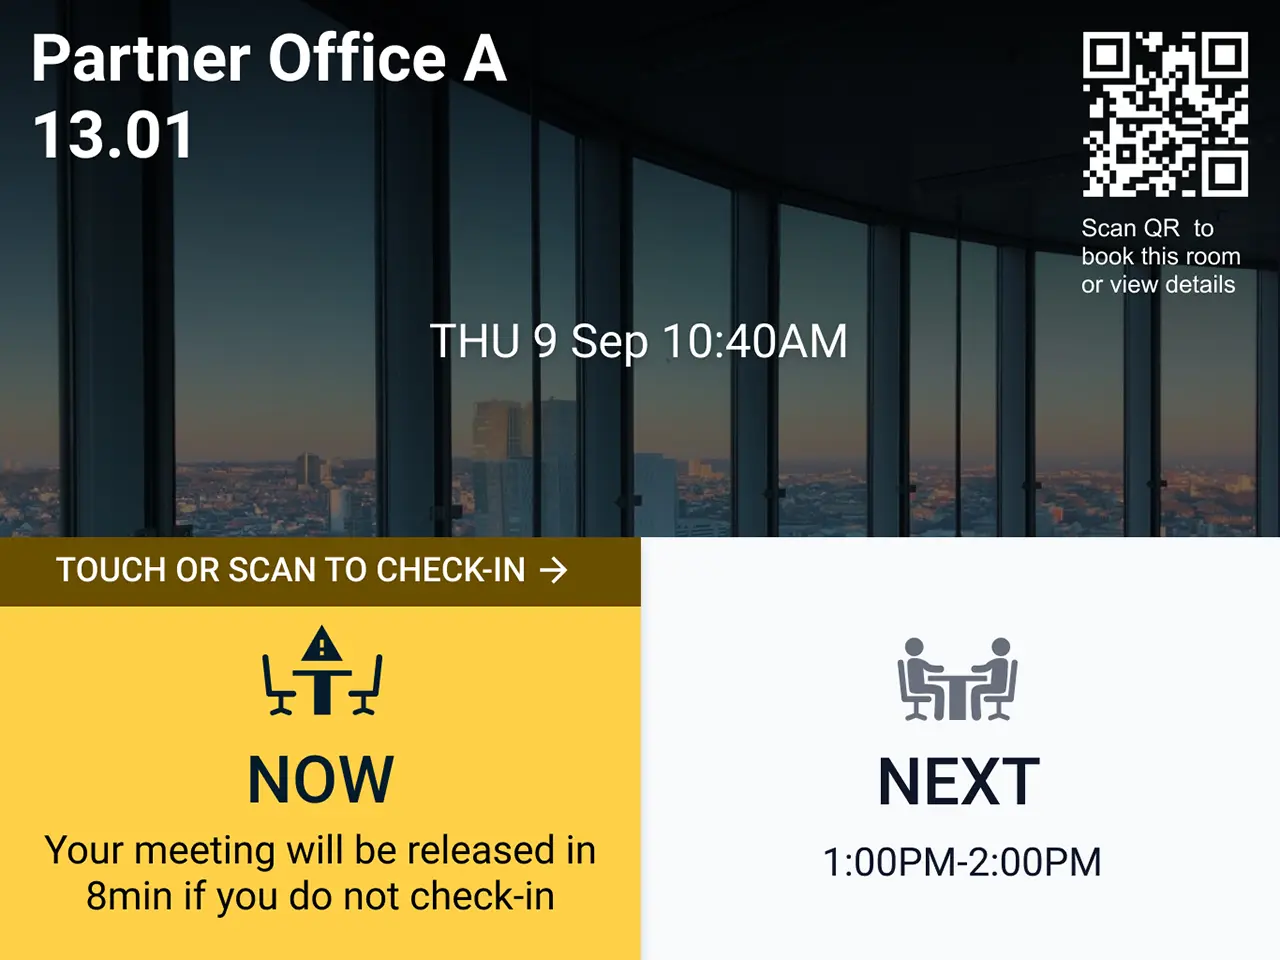 Partner Office A
13.01
Scan QR to
book this room
or view details
THU 9 Sep 10:40AM
TOUCH OR SCAN TO CHECK-IN →
NOW
Your meeting will be released in
8min if you do not check-in
NEXT
1:00PM-2:00PM